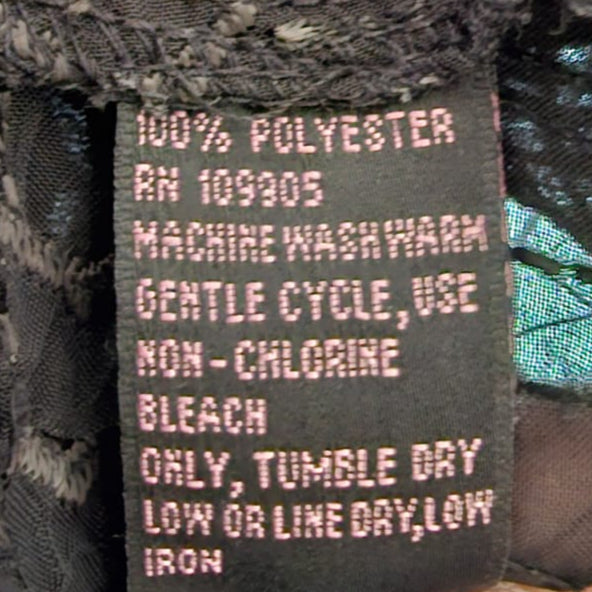 100% POLYESTER
RN 109905
MACHINE WASH WARM
GENTLE CYCLE, USE
NON-CHLORINE
BLEACH
ONLY, TUMBLE DRY
LOW OR LINE DRY, LOW
IRON